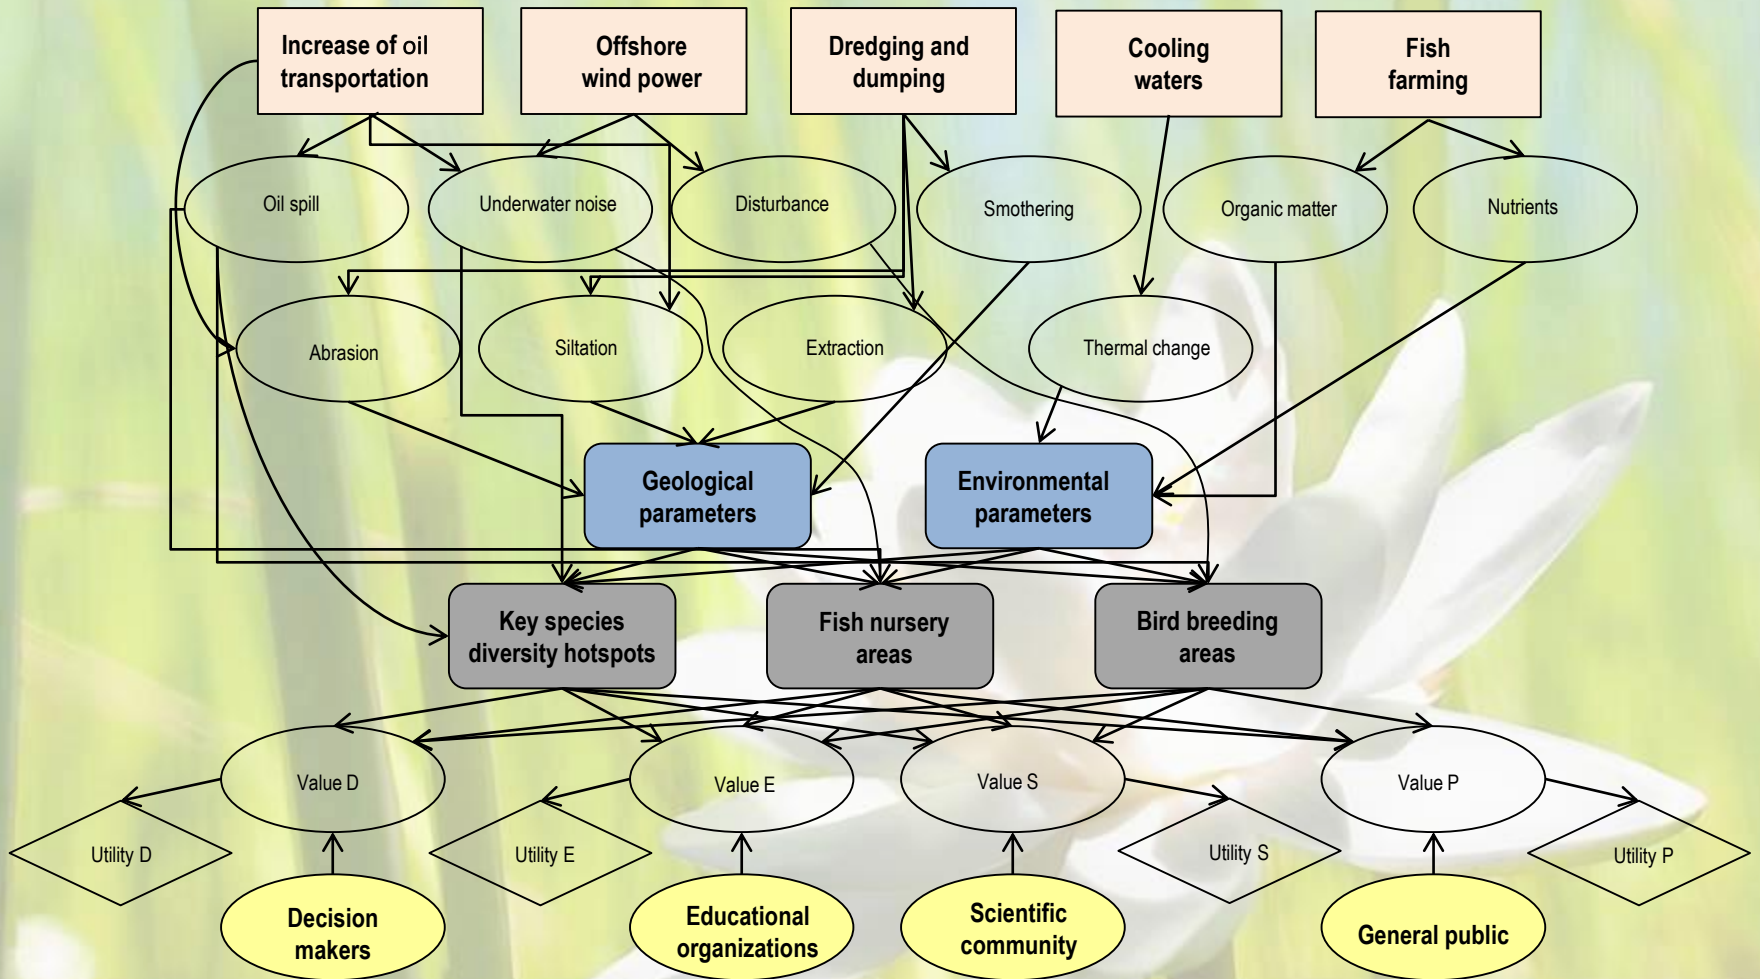 Increase of oil
transportation
Offshore
wind power
Dredging and
dumping
Cooling
waters
Fish
farming
Oil spill
Underwater noise
Disturbance
Smothering
Organic matter
Nutrients
Abrasion
Siltation
Extraction
Thermal change
Geological
parameters
Environmental
parameters
Key species
diversity hotspots
Fish nursery
areas
Bird breeding
areas
Value D
Value E
Value S
Value P
Utility D
Utility E
Utility S
Utility P
Decision
makers
Educational
organizations
Scientific
community
General public